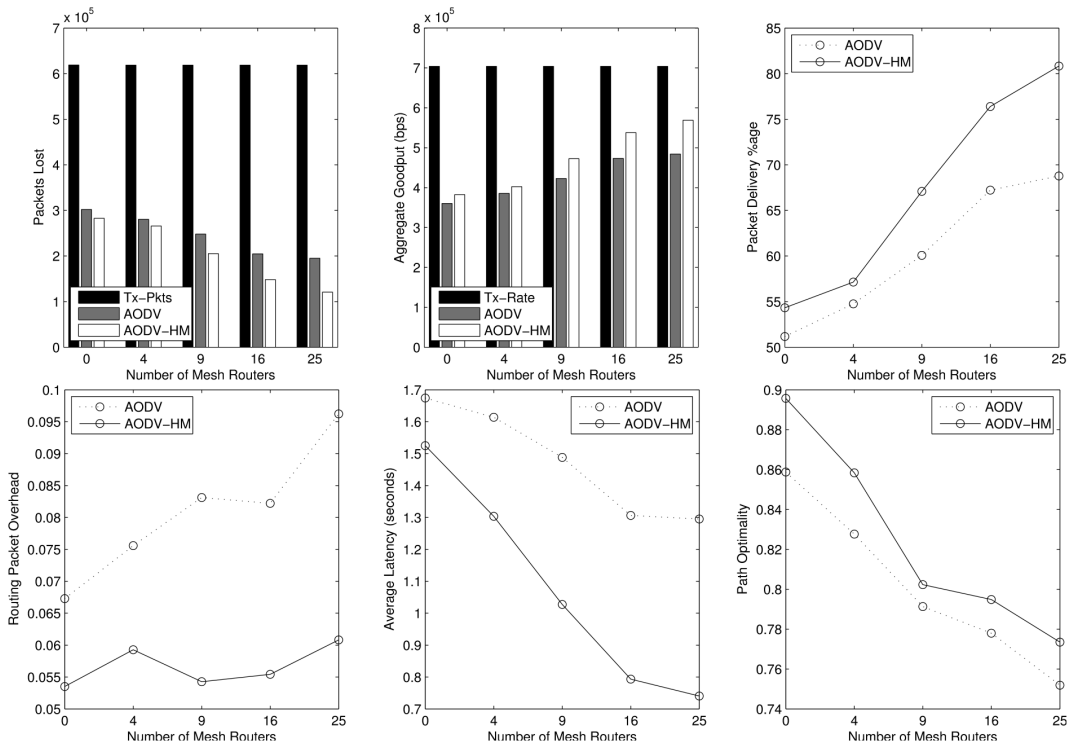 7 x 10^5
6
5
4
3
2
1
0
Packets Lost
Tx-Pkts
AODV
AODV-HM
0 4 9 16 25
Number of Mesh Routers
8 x 10^5
7
6
5
4
3
2
1
0
Aggregate Goodput (bps)
Tx-Rate
AODV
AODV-HM
0 4 9 16 25
Number of Mesh Routers
85
80
75
70
65
60
55
50
Packet Delivery %age
AODV
AODV-HM
0 4 9 16 25
Number of Mesh Routers
0.1
0.095
0.09
0.085
0.08
0.075
0.07
0.065
0.06
0.055
0.05
Routing Packet Overhead
AODV
AODV-HM
0 4 9 16 25
Number of Mesh Routers
1.7
1.6
1.5
1.4
1.3
1.2
1.1
1
0.9
0.8
0.7
Average Latency (seconds)
AODV
AODV-HM
0 4 9 16 25
Number of Mesh Routers
0.9
0.88
0.86
0.84
0.82
0.8
0.78
0.76
0.74
Path Optimality
AODV
AODV-HM
0 4 9 16 25
Number of Mesh Routers